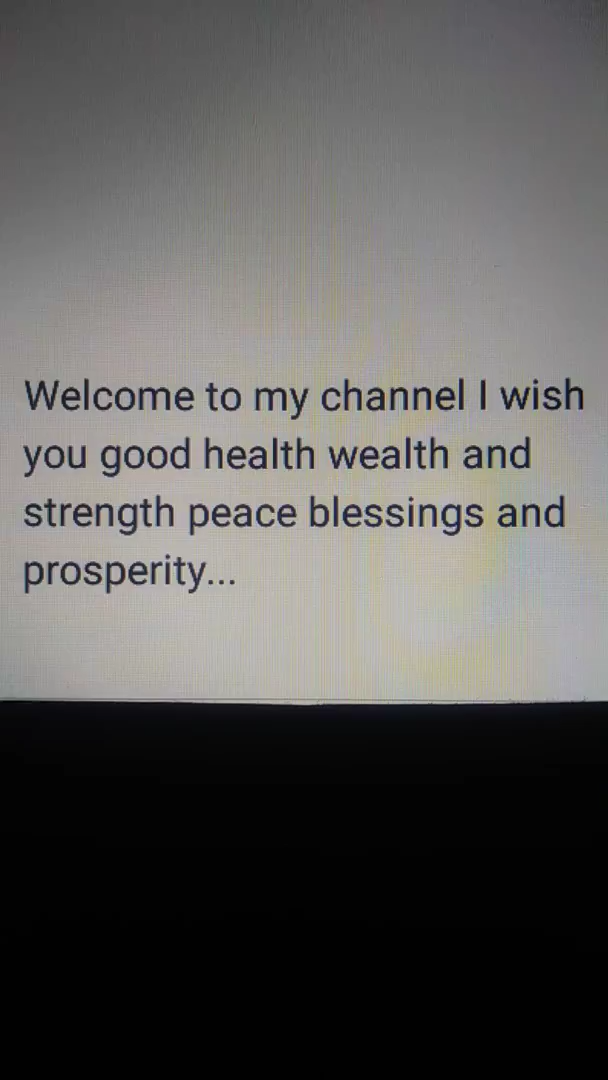 Welcome to my channel I wish
you good health wealth and
strength peace blessings and
prosperity...